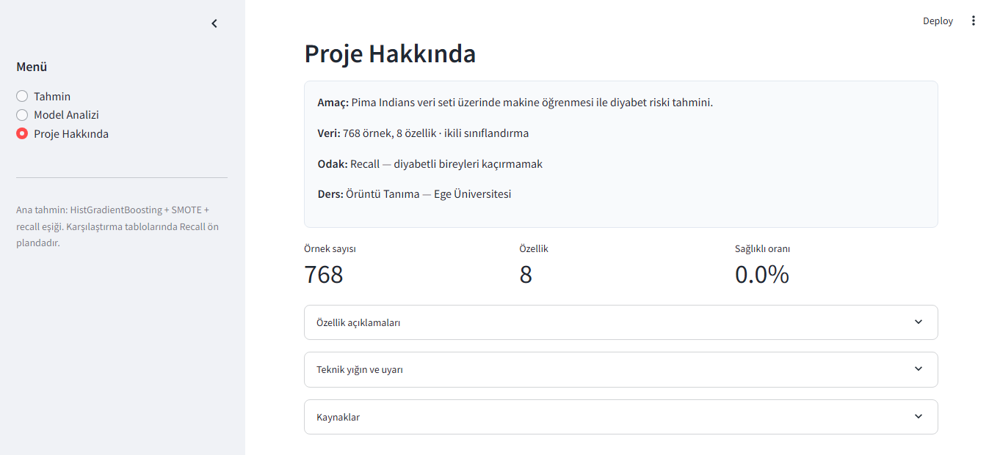 Deploy
Menü
Tahmin
Model Analizi
Proje Hakkında
Ana tahmin: HistGradientBoosting + SMOTE +
recall eşiği. Karşılaştırma tablolarında Recall ön
plandadır.
Proje Hakkında
Amaç: Pima Indians veri seti üzerinde makine öğrenmesi ile diyabet riski tahmini.
Veri: 768 örnek, 8 özellik · ikili sınıflandırma
Odak: Recall — diyabetli bireyleri kaçırmamak
Ders: Örüntü Tanıma — Ege Üniversitesi
Örnek sayısı
768
Özellik
8
Sağlıklı oranı
0.0%
Özellik açıklamaları
Teknik yığın ve uyarı
Kaynaklar